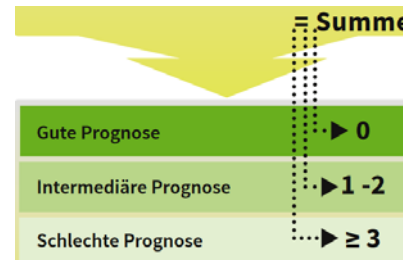 = Summe
Gute Prognose 0
Intermediäre Prognose 1 -2
Schlechte Prognose ≥ 3